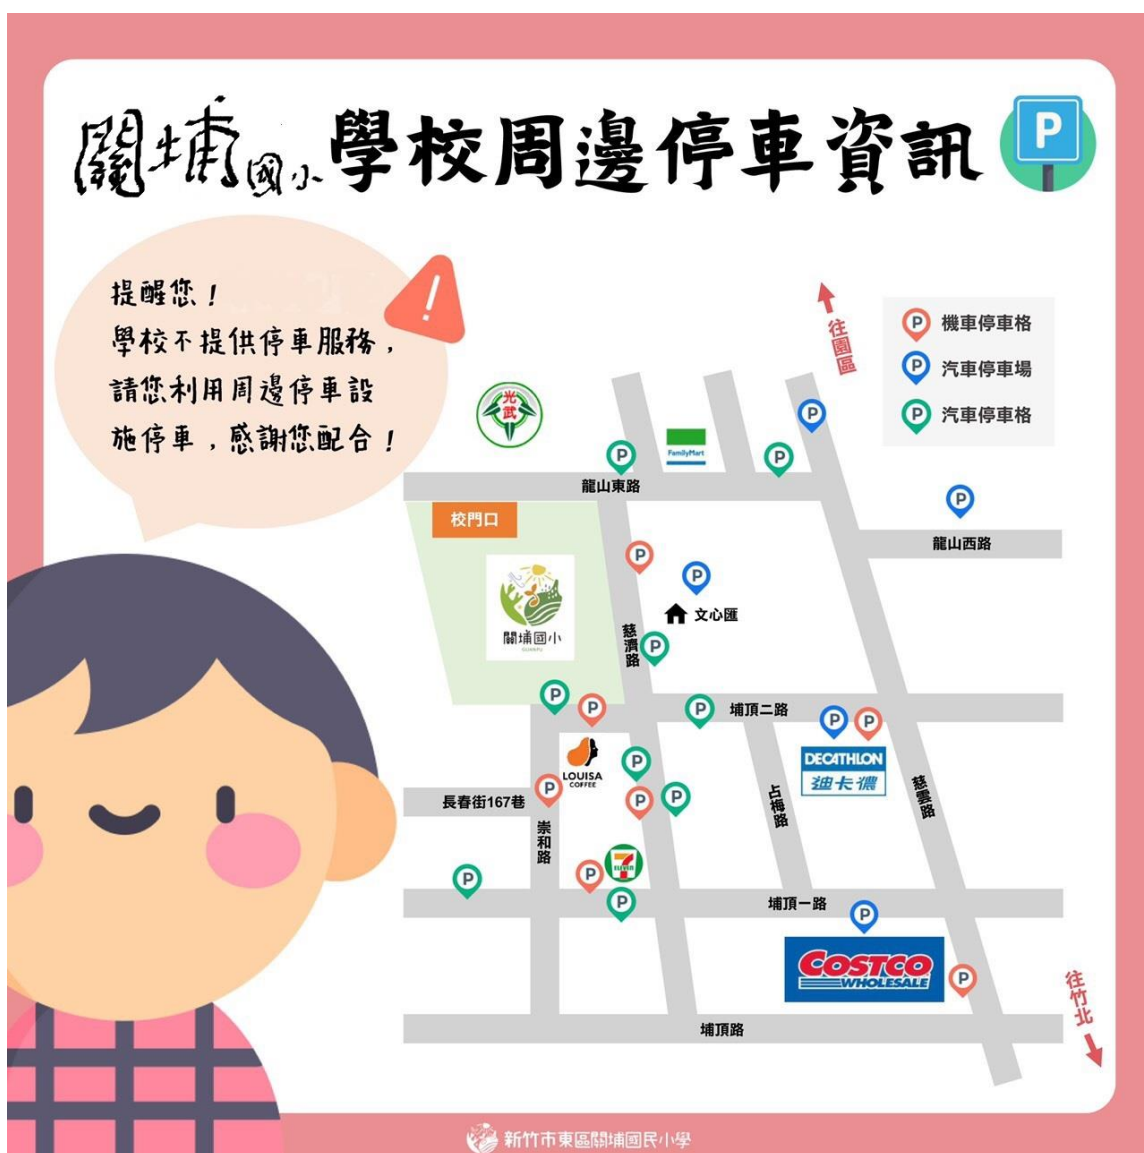 關埔國小學校周邊停車資訊 P
提醒您!
學校不提供停車服務,
請您利用周邊停車設
施停車,感謝您配合!
往園區
P 機車停車格
P 汽車停車場
P 汽車停車格
光武
FamilyMart
P
P
P
龍山東路
P
龍山西路
校門口
P
P
文心匯
關埔國小
GUANPU
慈濟路
P
P
P
P
埔頂二路
P
P
DECATHLON
迪卡儂
LOUISA
COFFEE
P
P
P
P
長春街167巷
崇和路
占梅路
慈雲路
7
ELEVEN
P
P
P
埔頂一路
P
COSTCO
WHOLESALE
P
往竹北
埔頂路
新竹市東區關埔國民小學